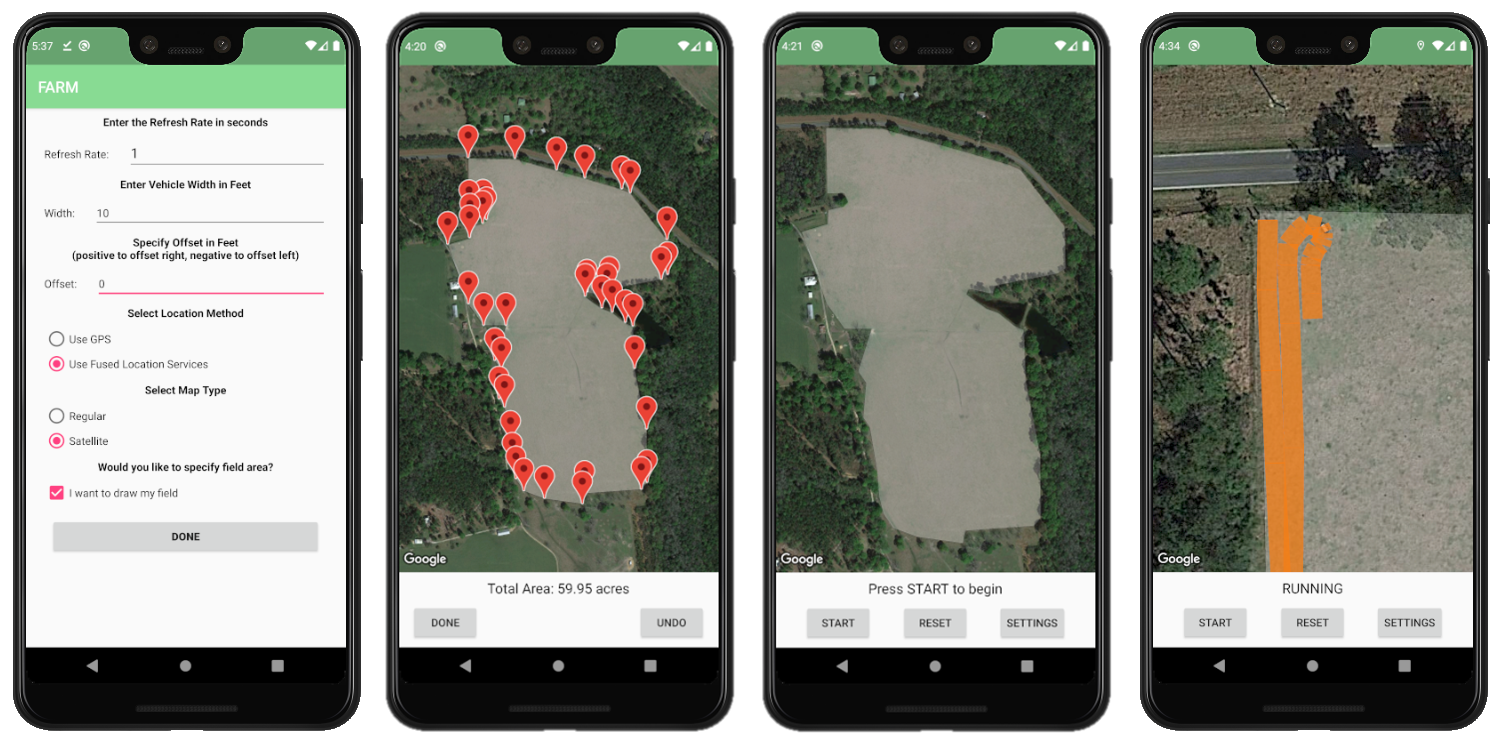 5:37
FARM
Enter the Refresh Rate in seconds
Refresh Rate: 1
Enter Vehicle Width in Feet
Width: 10
Specify Offset in Feet
(positive to offset right, negative to offset left)
Offset: 0
Select Location Method
Use GPS
Use Fused Location Services
Select Map Type
Regular
Satellite
Would you like to specify field area?
I want to draw my field
DONE
4:20
Google
Total Area: 59.95 acres
DONE UNDO
4:21
Google
Press START to begin
START RESET SETTINGS
4:34
Google
RUNNING
START RESET SETTINGS